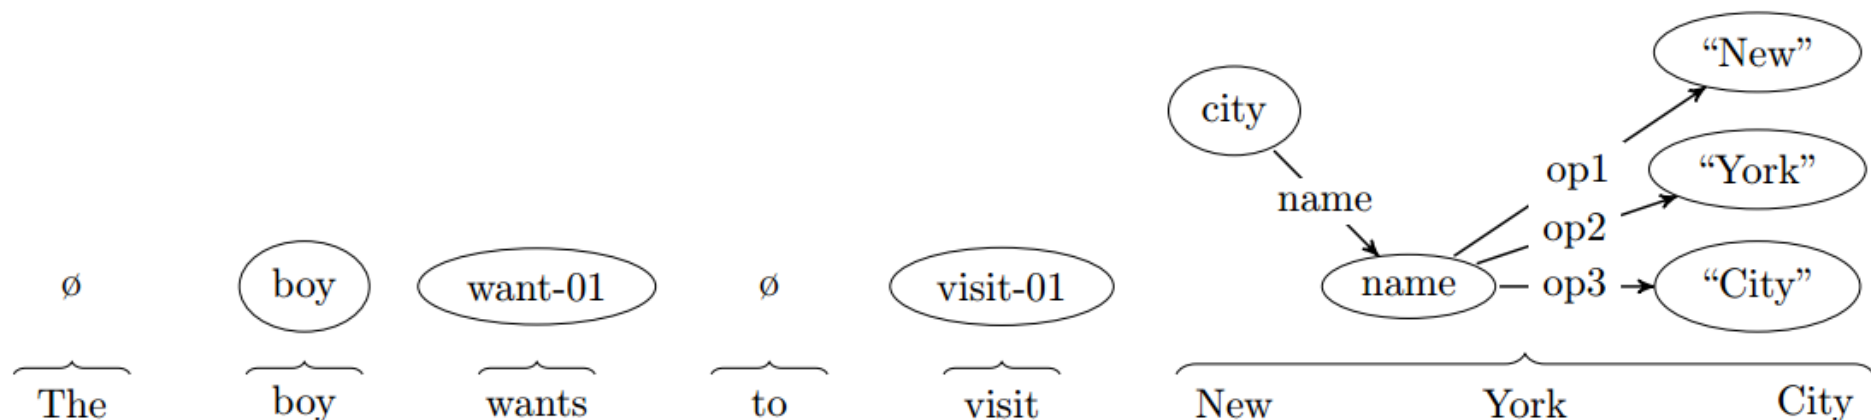 “New”
city
op1 “York”
name
op2
ø boy want-01 ø visit-01 name op3 “City”
The boy wants to visit New York City